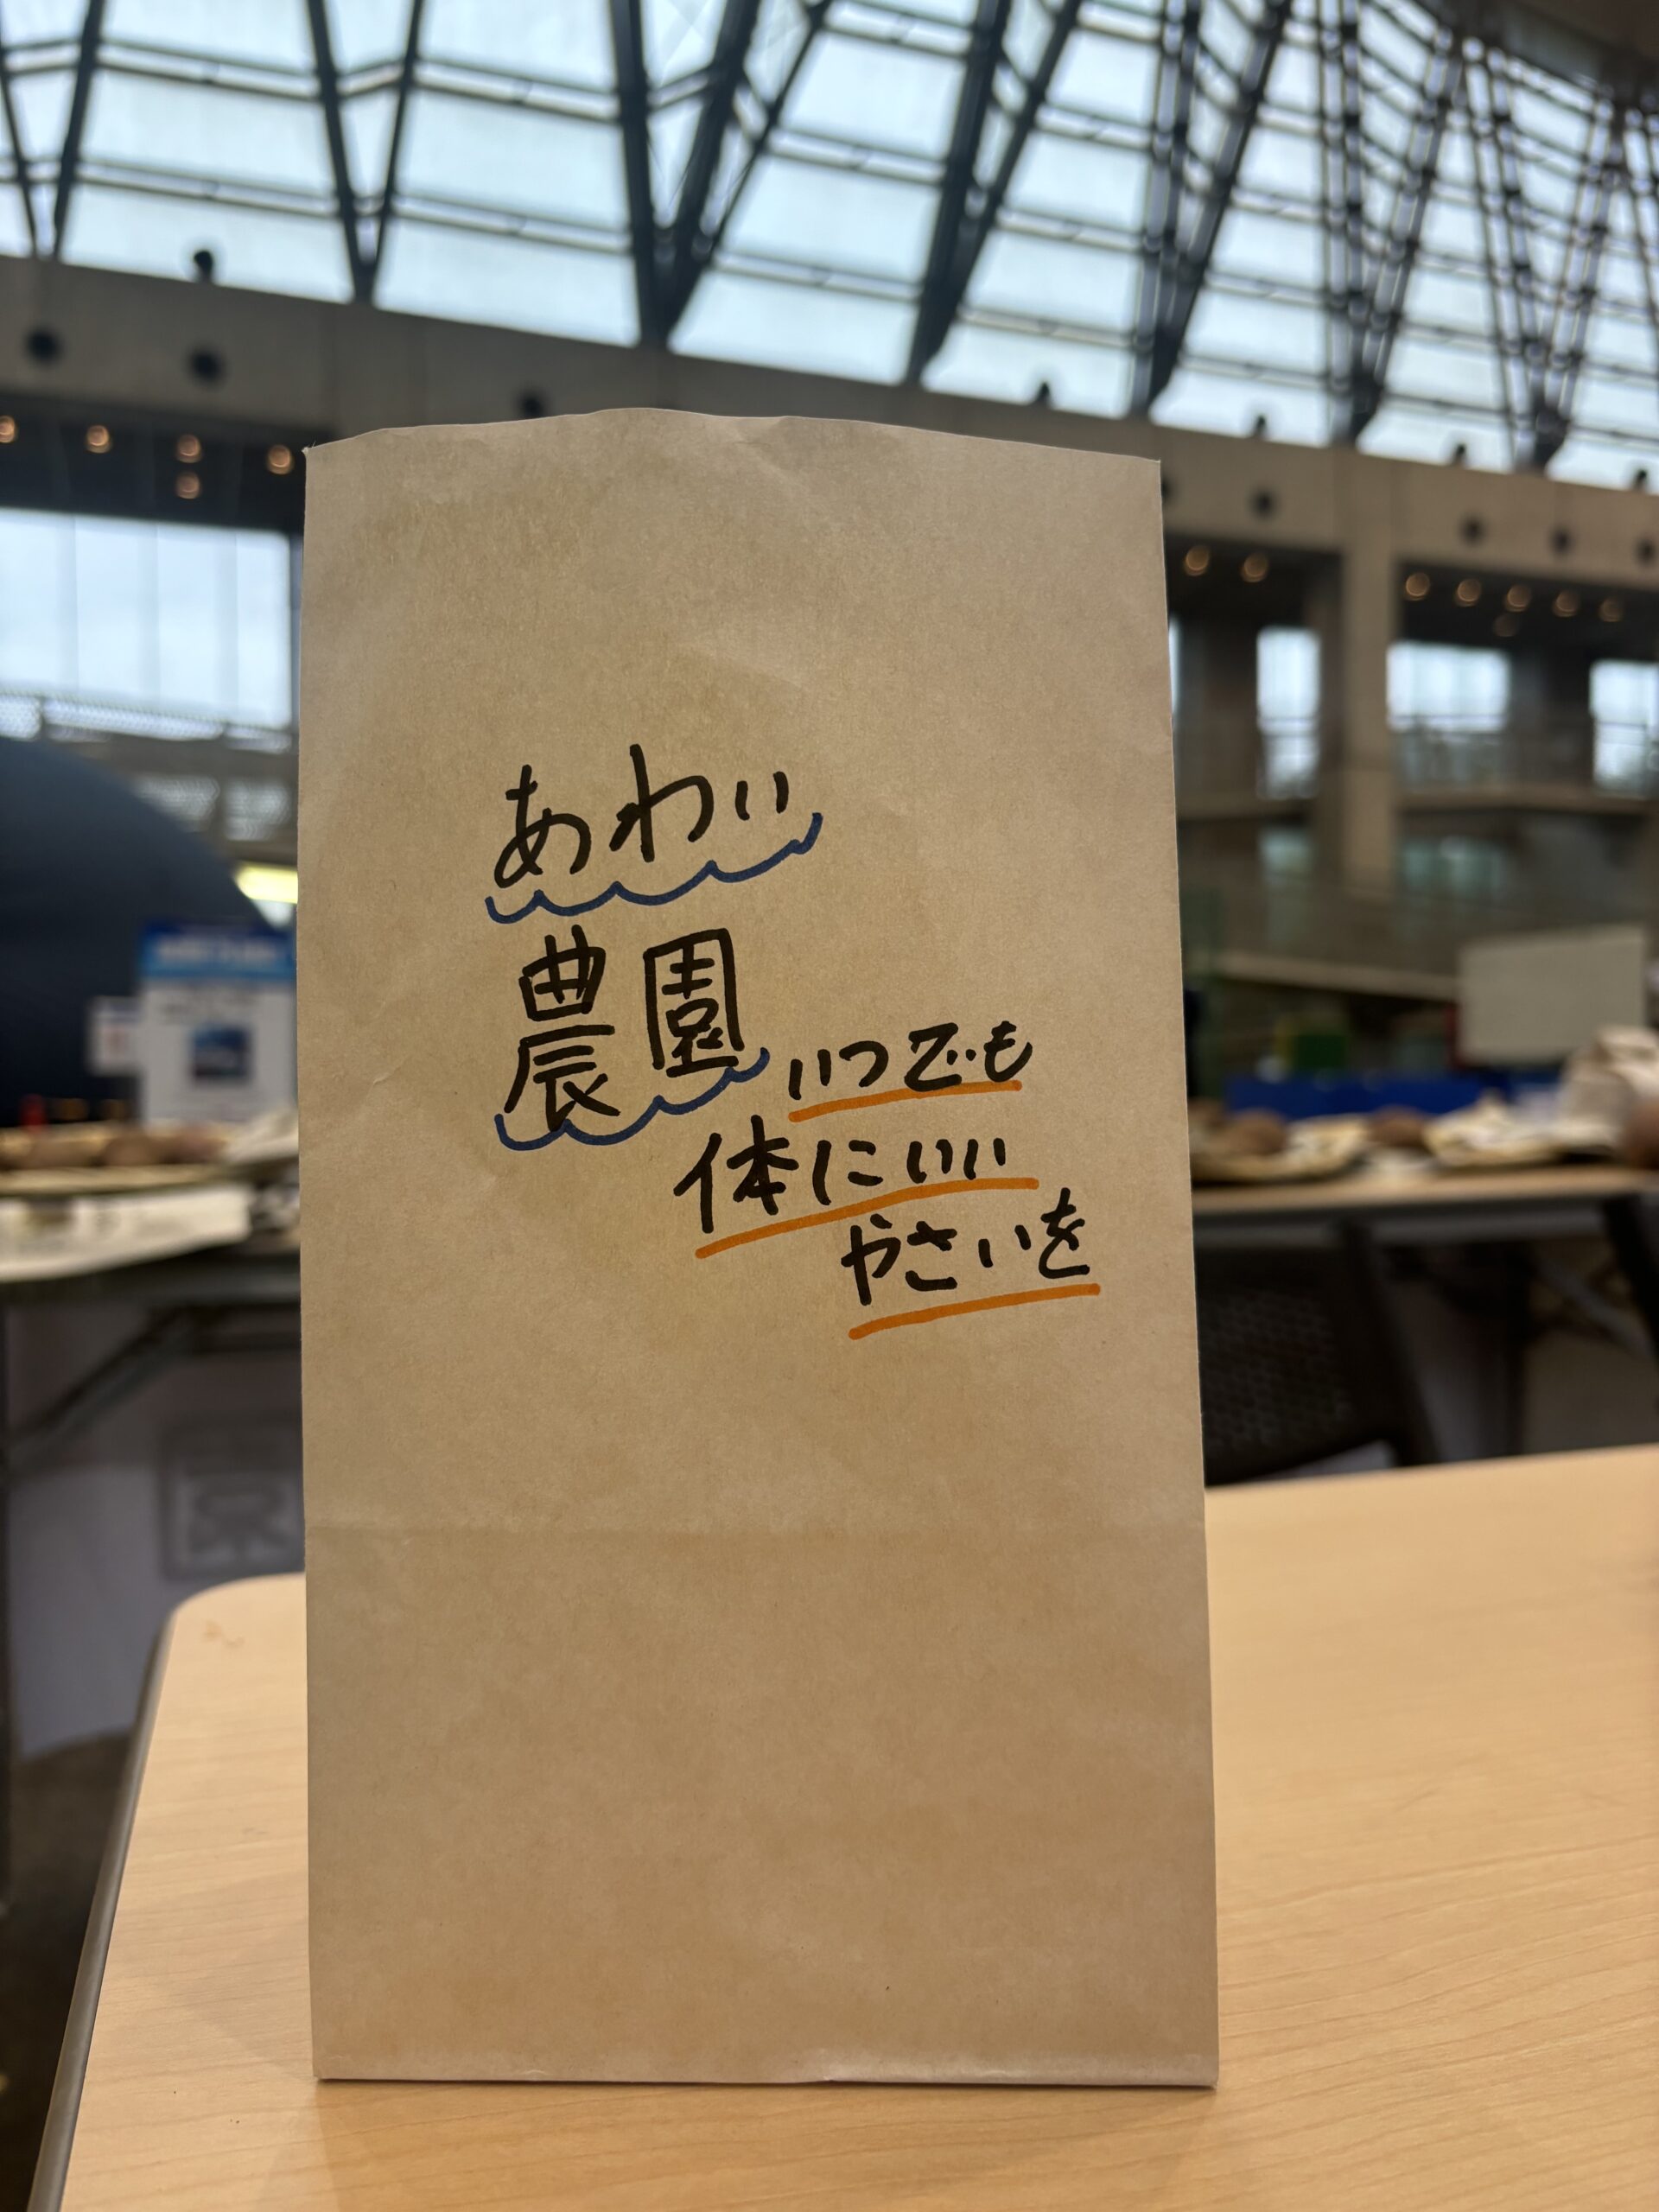 あわい
農園
いつでも
体にいい
やさいを